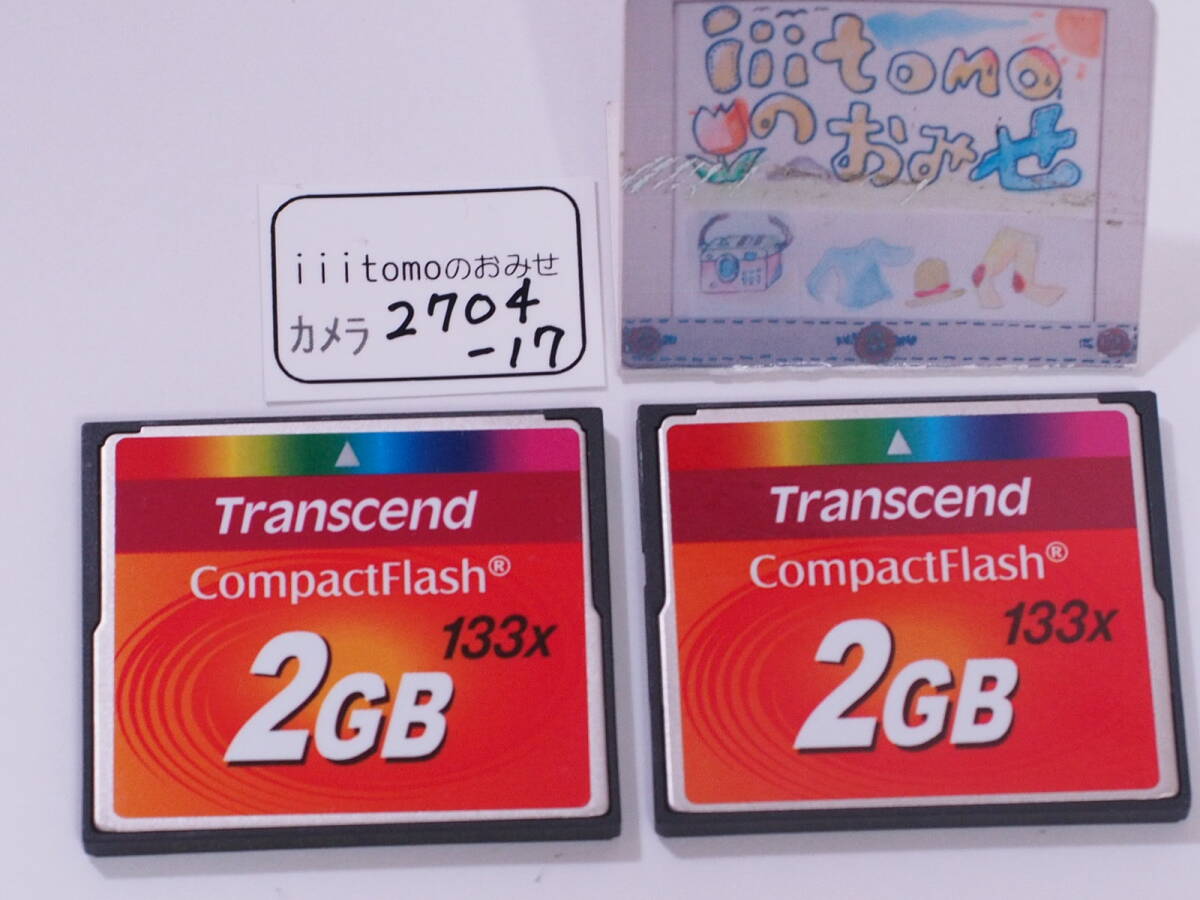 iiitomo
のおみせ
iiitomoのおみせ
カメラ 2704
-17
Transcend
CompactFlash®
133x
2GB
Transcend
CompactFlash®
133x
2GB